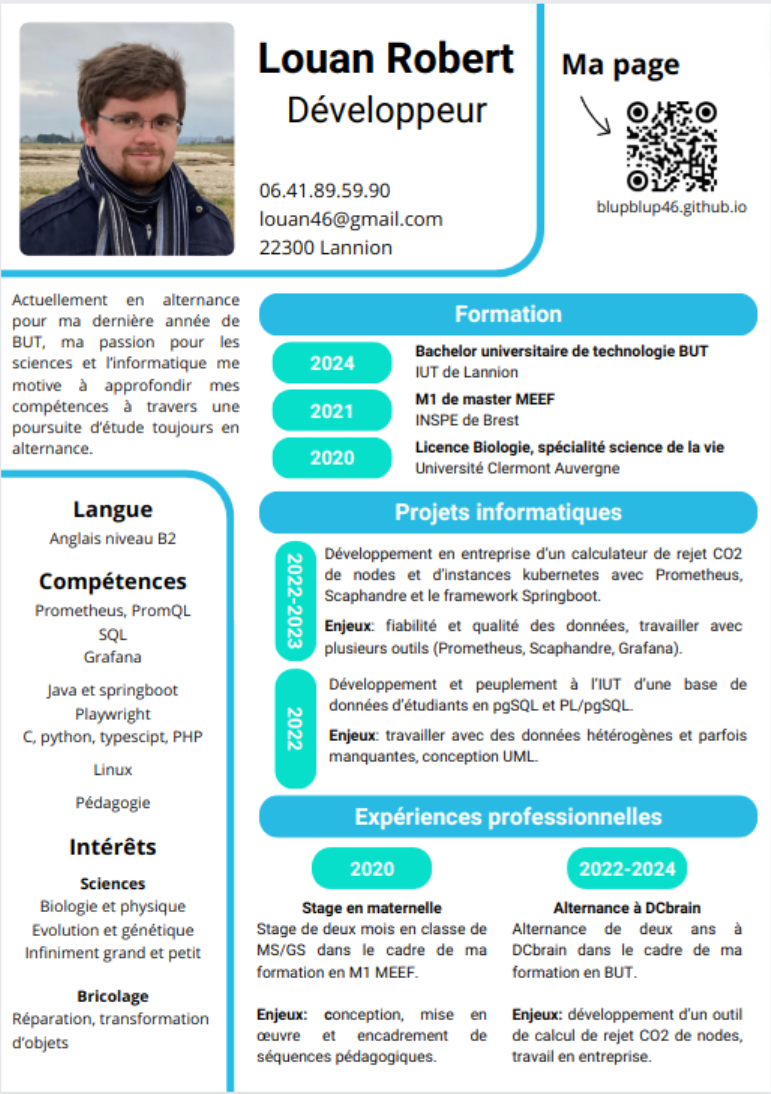 Louan Robert
Développeur
06.41.89.59.90
louan46@gmail.com
22300 Lannion
Ma page
blupblup46.github.io
Actuellement en alternance
pour ma dernière année de
BUT, ma passion pour les
sciences et l'informatique me
motive à approfondir mes
compétences à travers une
poursuite d'étude toujours en
alternance.
Langue
Anglais niveau B2
Compétences
Prometheus, PromQL
SQL
Grafana
Java et springboot
Playwright
C, python, typescipt, PHP
Linux
Pédagogie
Intérêts
Sciences
Biologie et physique
Evolution et génétique
Infiniment grand et petit
Bricolage
Réparation, transformation
d'objets
Formation
2024
Bachelor universitaire de technologie BUT
IUT de Lannion
2021
M1 de master MEEF
INSPE de Brest
2020
Licence Biologie, spécialité science de la vie
Université Clermont Auvergne
Projets informatiques
2022-2023
Développement en entreprise d'un calculateur de rejet CO2
de nodes et d'instances kubernetes avec Prometheus,
Scaphandre et le framework Springboot.
Enjeux: fiabilité et qualité des données, travailler avec
plusieurs outils (Prometheus, Scaphandre, Grafana).
2022
Développement et peuplement à l'IUT d'une base de
données d'étudiants en pgSQL et PL/pgSQL.
Enjeux: travailler avec des données hétérogènes et parfois
manquantes, conception UML.
Expériences professionnelles
2020
Stage en maternelle
Stage de deux mois en classe de
MS/GS dans le cadre de ma
formation en M1 MEEF.
Enjeux: conception, mise en
œuvre et encadrement de
séquences pédagogiques.
2022-2024
Alternance à DCbrain
Alternance de deux ans à
DCbrain dans le cadre de ma
formation en BUT.
Enjeux: développement d'un outil
de calcul de rejet CO2 de nodes,
travail en entreprise.